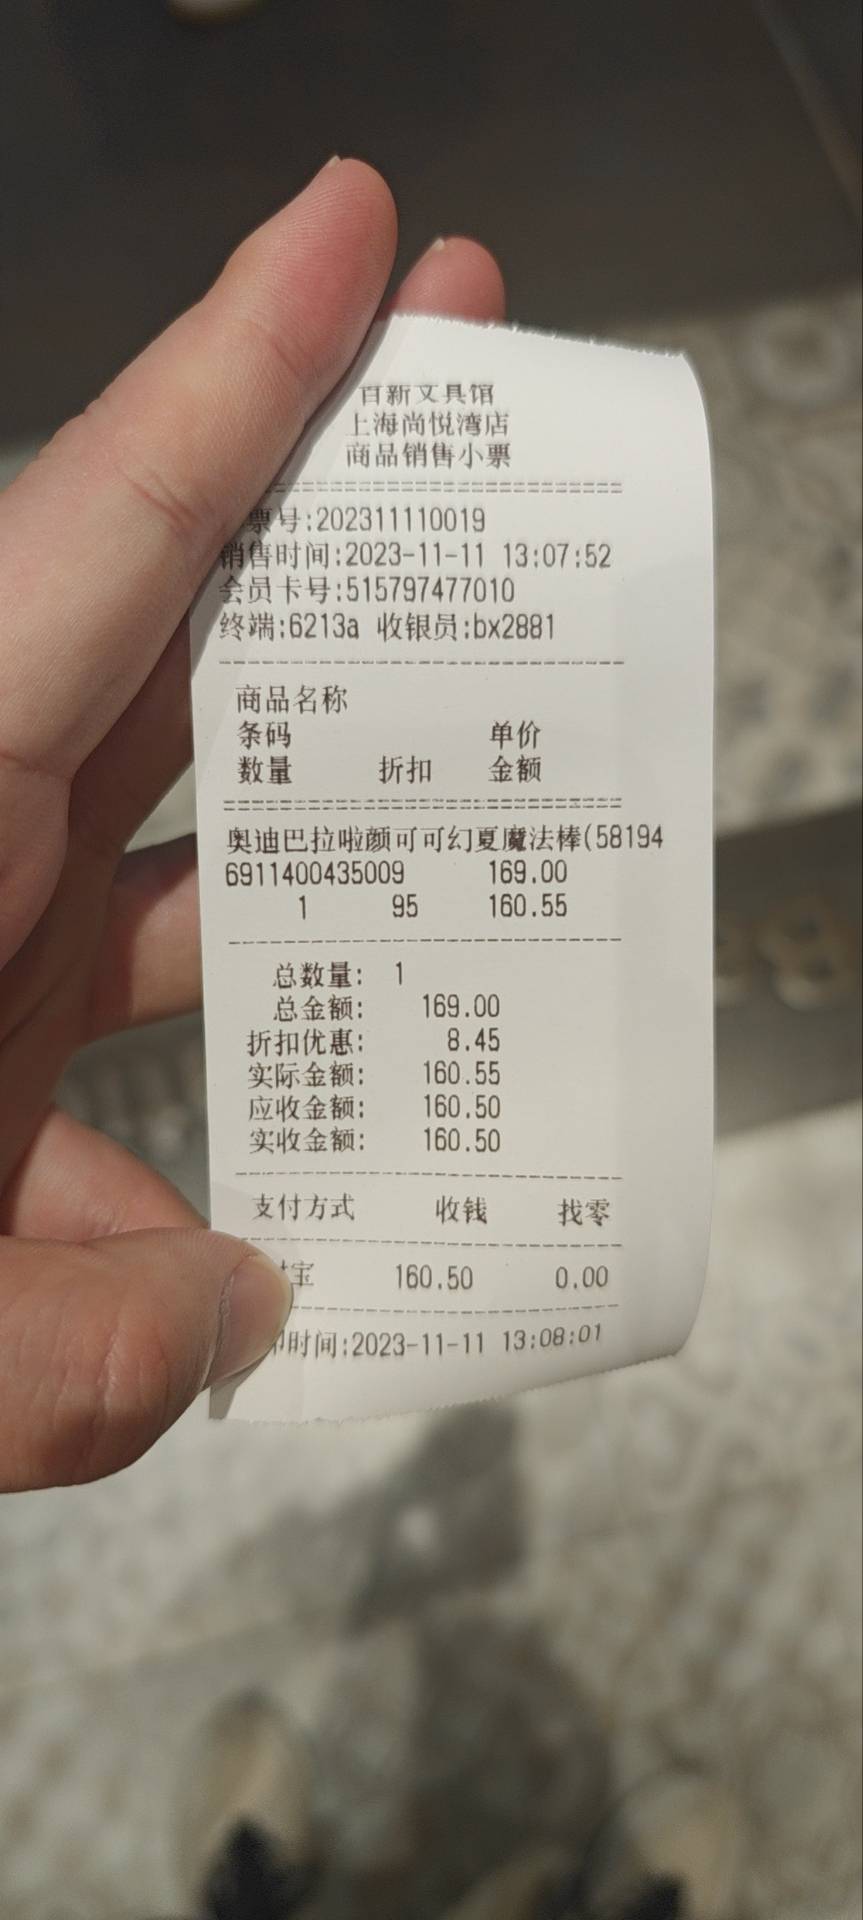 百新文具馆
上海尚悦湾店
商品销售小票
票号:202311110019
销售时间:2023-11-11 13:07:52
会员卡号:515797477010
终端:6213a 收银员:bx2881
商品名称
条码 单价
数量 折扣 金额
奥迪巴拉啦颜可可幻夏魔法棒(58194
6911400435009 169.00
1 95 160.55
总数量: 1
总金额: 169.00
折扣优惠: 8.45
实际金额: 160.55
应收金额: 160.50
实收金额: 160.50
支付方式 收钱 找零
宝 160.50 0.00
时间:2023-11-11 13:08:01